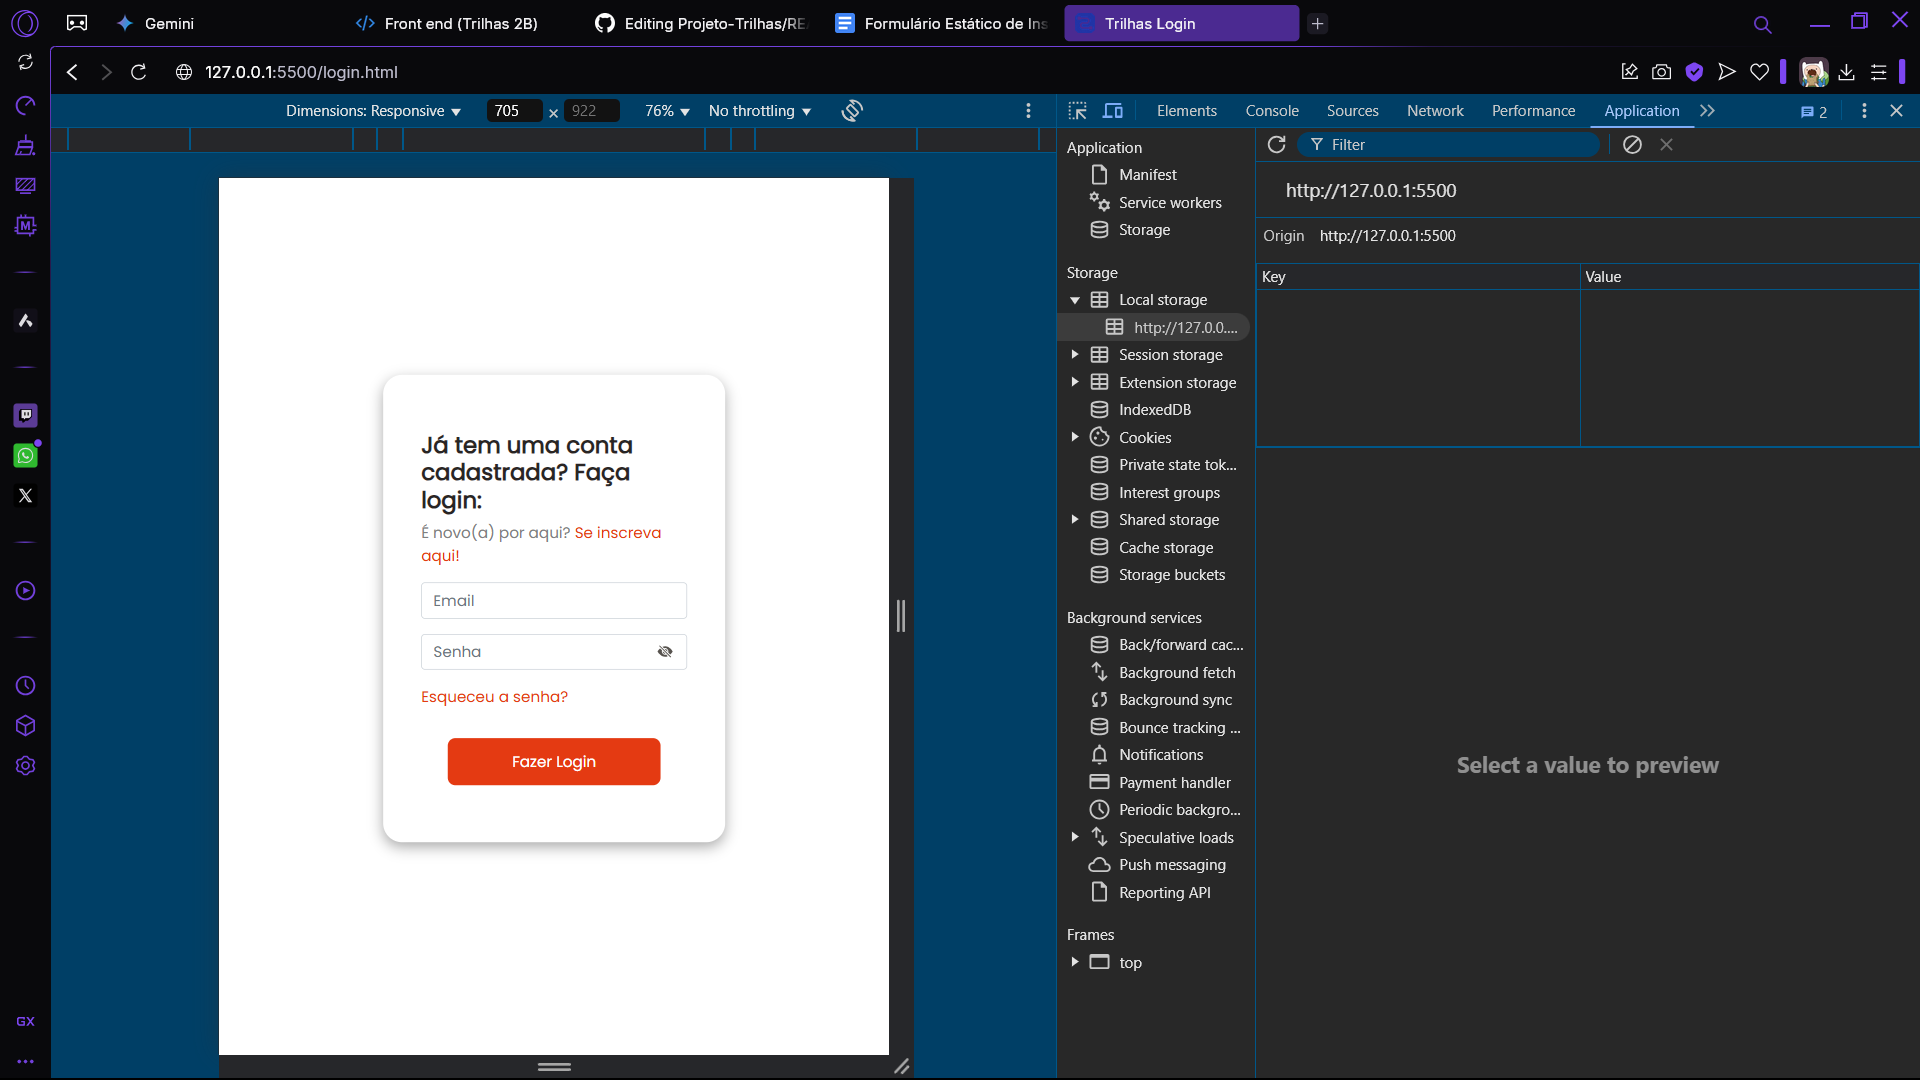 Gemini
Front end (Trilhas 2B)
Editing Projeto-Trilhas/RE
Formulário Estático de Ins
Trilhas Login
127.0.0.1:5500/login.html
Dimensions: Responsive
705 × 922
76%
No throttling
Elements
Console
Sources
Network
Performance
Application
2
Já tem uma conta
cadastrada? Faça
login:
É novo(a) por aqui? Se inscreva
aqui!
Email
Senha
Esqueceu a senha?
Fazer Login
Application
Manifest
Service workers
Storage
Storage
Local storage
http://127.0.0....
Session storage
Extension storage
IndexedDB
Cookies
Private state tok...
Interest groups
Shared storage
Cache storage
Storage buckets
Background services
Back/forward cac...
Background fetch
Background sync
Bounce tracking ...
Notifications
Payment handler
Periodic backgro...
Speculative loads
Push messaging
Reporting API
Frames
top
Filter
http://127.0.0.1:5500
Origin http://127.0.0.1:5500
Key
Value
Select a value to preview
M
GX